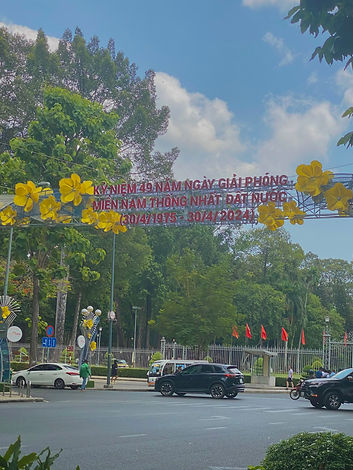 KỶ NIỆM 49 NĂM NGÀY GIẢI PHÓNG
MIỀN NAM THỐNG NHẤT ĐẤT NƯỚC
(30/4/1975 - 30/4/2024)